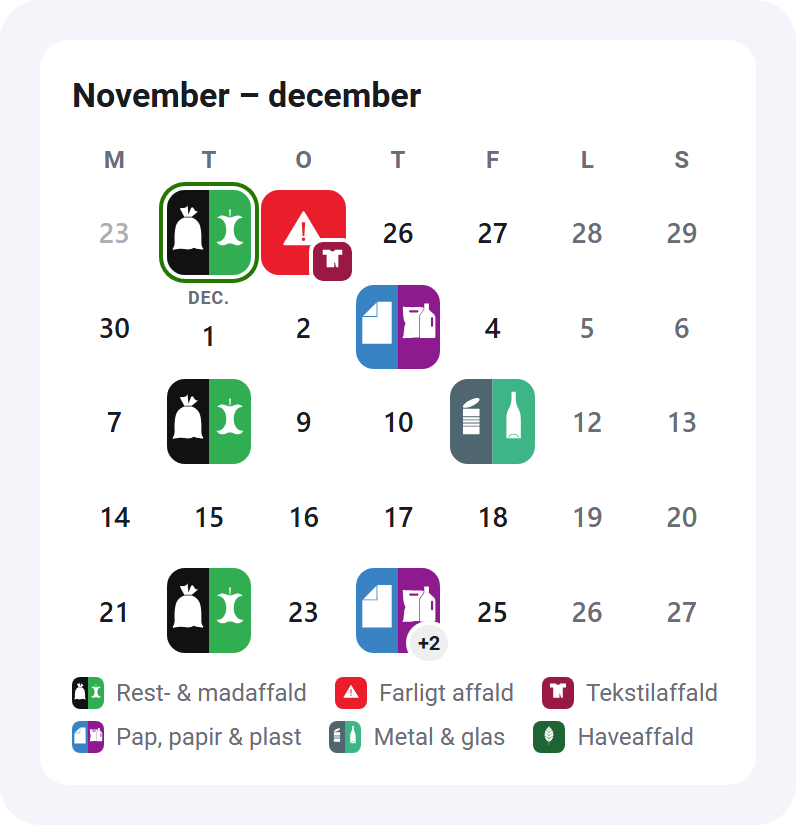 November – december
M T O T F L S
23 26 27 28 29
DEC.
30 1 2 4 5 6
7 9 10 12 13
14 15 16 17 18 19 20
21 23 25 26 27
+2
Rest- & madaffald Farligt affald Tekstilaffald
Pap, papir & plast Metal & glas Haveaffald